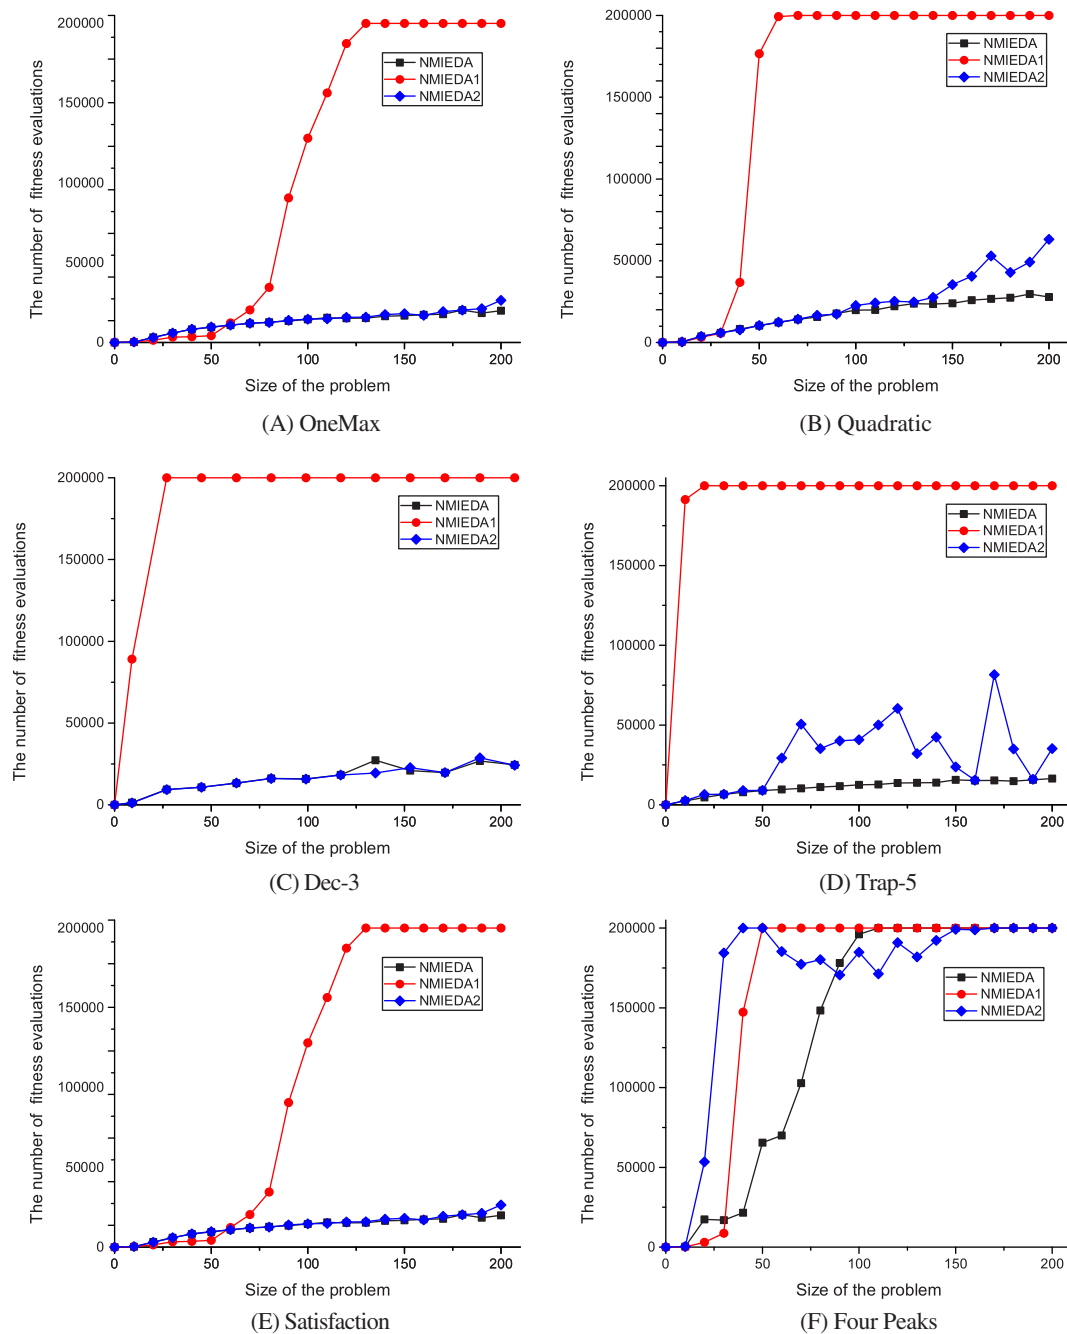 200000
150000
100000
50000
0
The number of fitness evaluations
NMIEDA
NMIEDA1
NMIEDA2
0 50 100 150 200
Size of the problem
(A) OneMax
200000
150000
100000
50000
0
The number of fitness evaluations
NMIEDA
NMIEDA1
NMIEDA2
0 50 100 150 200
Size of the problem
(B) Quadratic
200000
150000
100000
50000
0
The number of fitness evaluations
NMIEDA
NMIEDA1
NMIEDA2
0 50 100 150 200
Size of the problem
(C) Dec-3
200000
150000
100000
50000
0
The number of fitness evaluations
NMIEDA
NMIEDA1
NMIEDA2
0 50 100 150 200
Size of the problem
(D) Trap-5
200000
150000
100000
50000
0
The number of fitness evaluations
NMIEDA
NMIEDA1
NMIEDA2
0 50 100 150 200
Size of the problem
(E) Satisfaction
200000
150000
100000
50000
0
The number of fitness evaluations
NMIEDA
NMIEDA1
NMIEDA2
0 50 100 150 200
Size of the problem
(F) Four Peaks